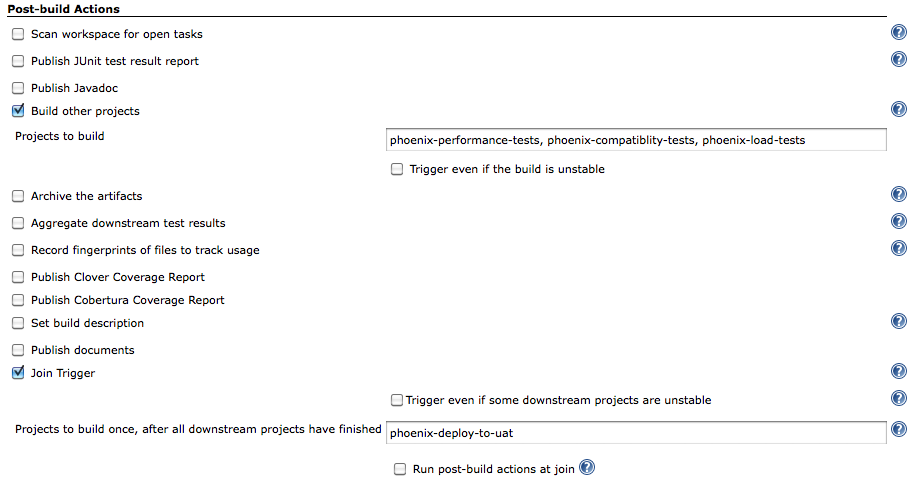 Post-build Actions
Scan workspace for open tasks
Publish JUnit test result report
Publish Javadoc
Build other projects
Projects to build
phoenix-performance-tests, phoenix-compatiblity-tests, phoenix-load-tests
Trigger even if the build is unstable
Archive the artifacts
Aggregate downstream test results
Record fingerprints of files to track usage
Publish Clover Coverage Report
Publish Cobertura Coverage Report
Set build description
Publish documents
Join Trigger
Trigger even if some downstream projects are unstable
Projects to build once, after all downstream projects have finished phoenix-deploy-to-uat
Run post-build actions at join